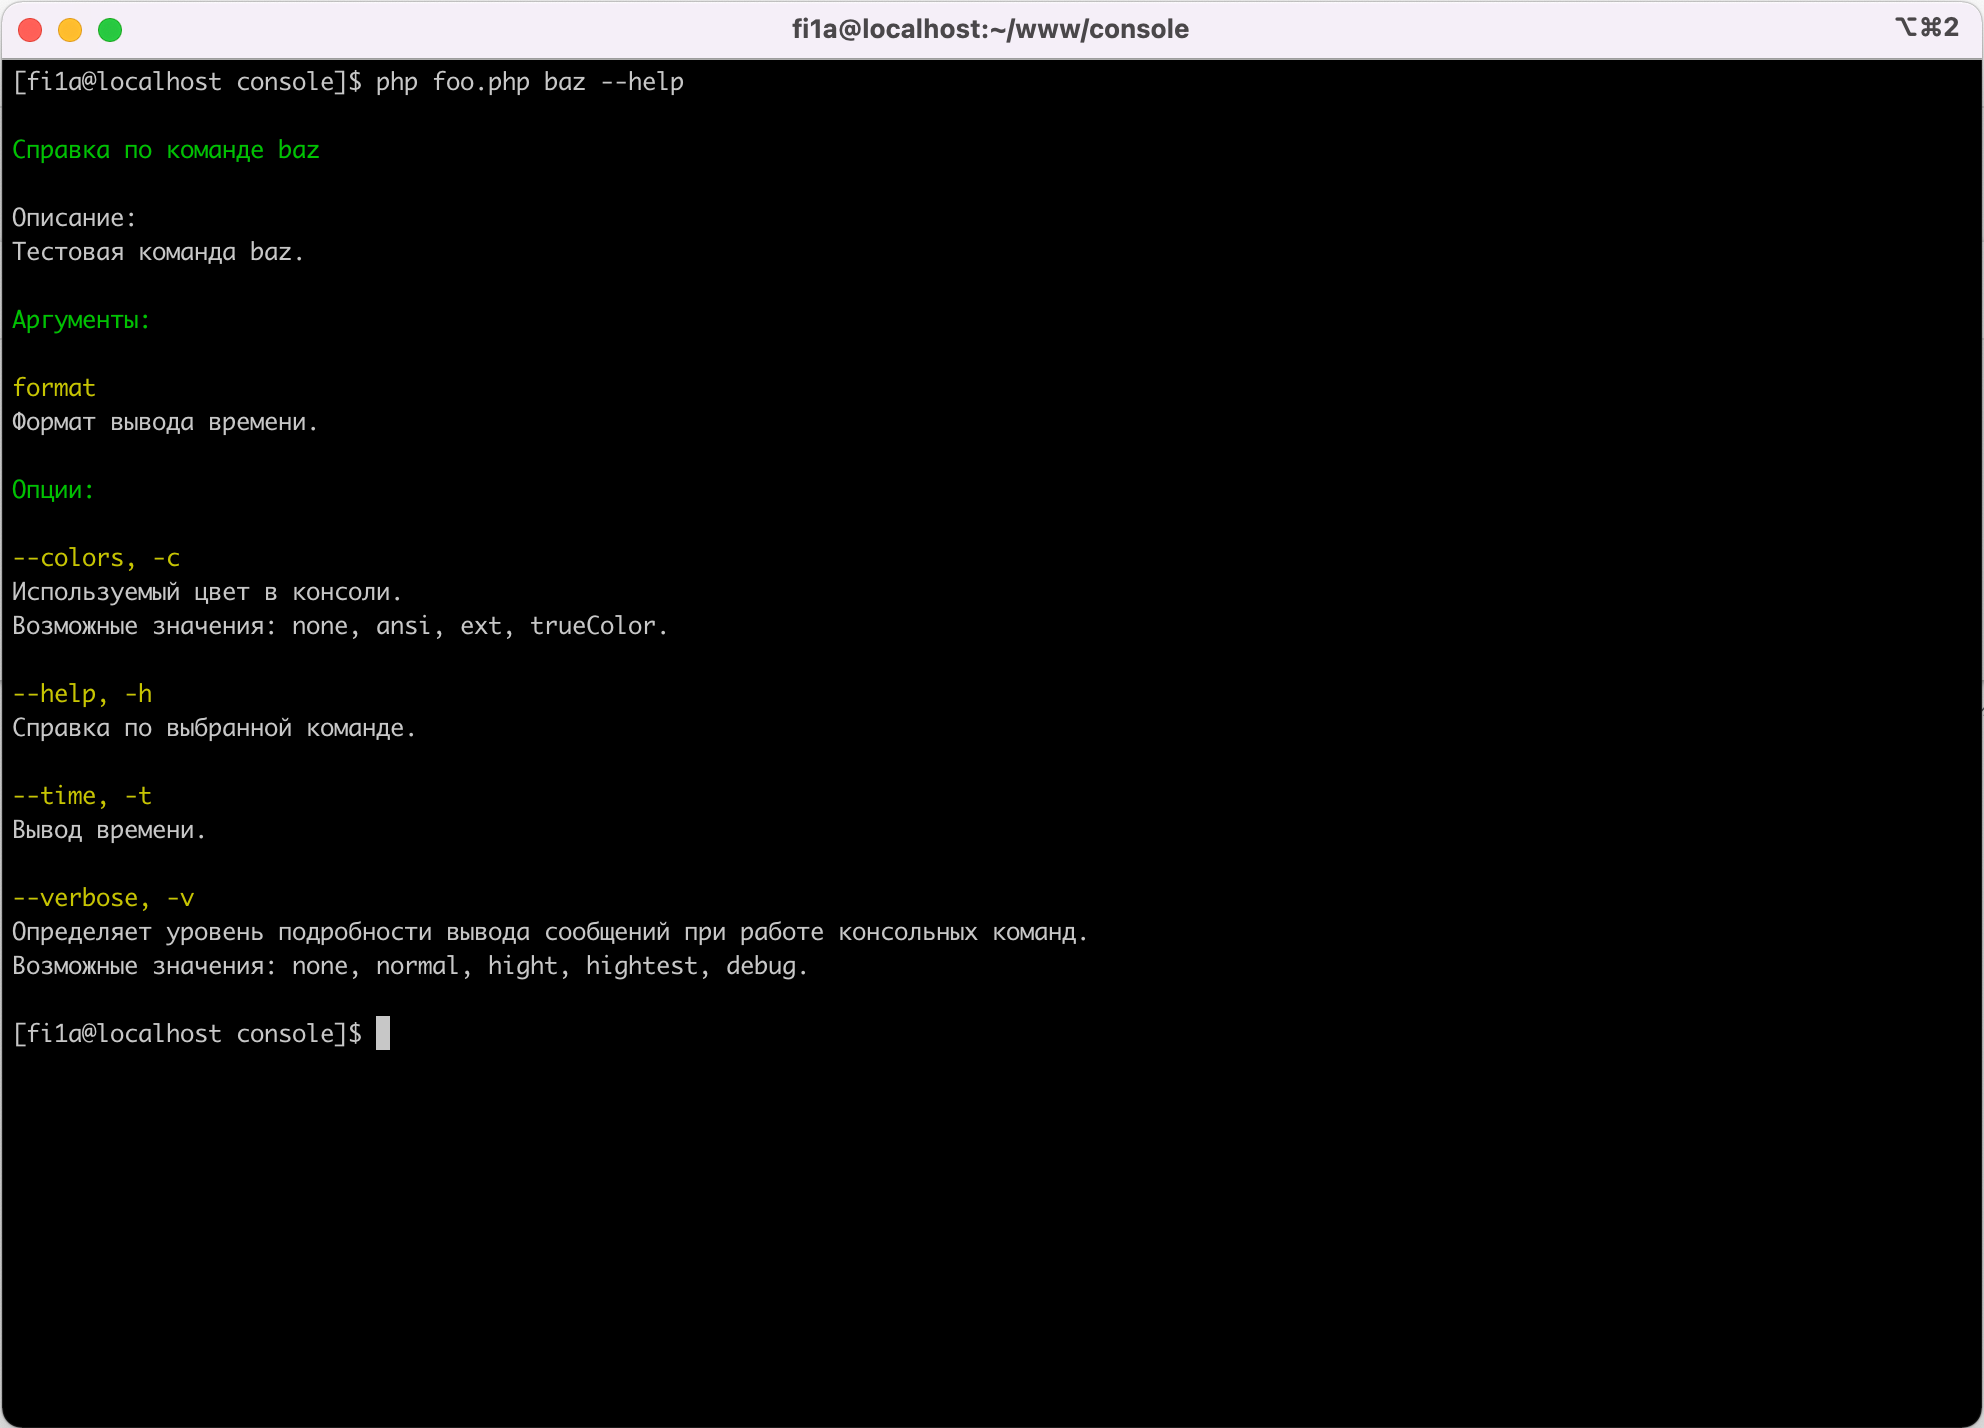 fi1a@localhost:~/www/console
⌥⌘2
[fi1a@localhost console]$ php foo.php baz --help
Справка по команде baz
Описание:
Тестовая команда baz.
Аргументы:
format
Формат вывода времени.
Опции:
--colors, -c
Используемый цвет в консоли.
Возможные значения: none, ansi, ext, trueColor.
--help, -h
Справка по выбранной команде.
--time, -t
Вывод времени.
--verbose, -v
Определяет уровень подробности вывода сообщений при работе консольных команд.
Возможные значения: none, normal, hight, hightest, debug.
[fi1a@localhost console]$